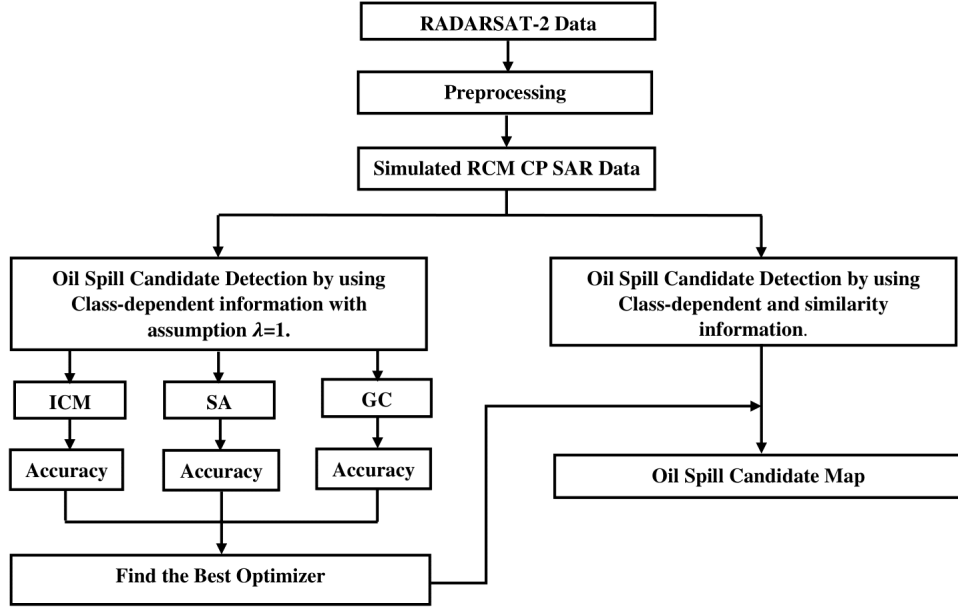 RADARSAT-2 Data
Preprocessing
Simulated RCM CP SAR Data
Oil Spill Candidate Detection by using
Class-dependent information with
assumption λ=1.
Oil Spill Candidate Detection by using
Class-dependent and similarity
information.
ICM
SA
GC
Accuracy
Accuracy
Accuracy
Oil Spill Candidate Map
Find the Best Optimizer